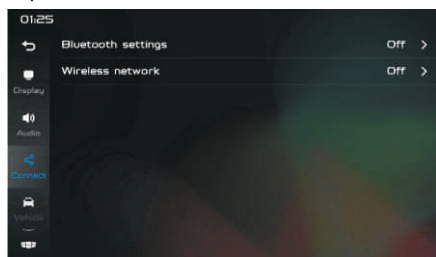 01:25
Bluetooth settings Off
Wireless network Off
Display
Audio
Connect
Vehicle